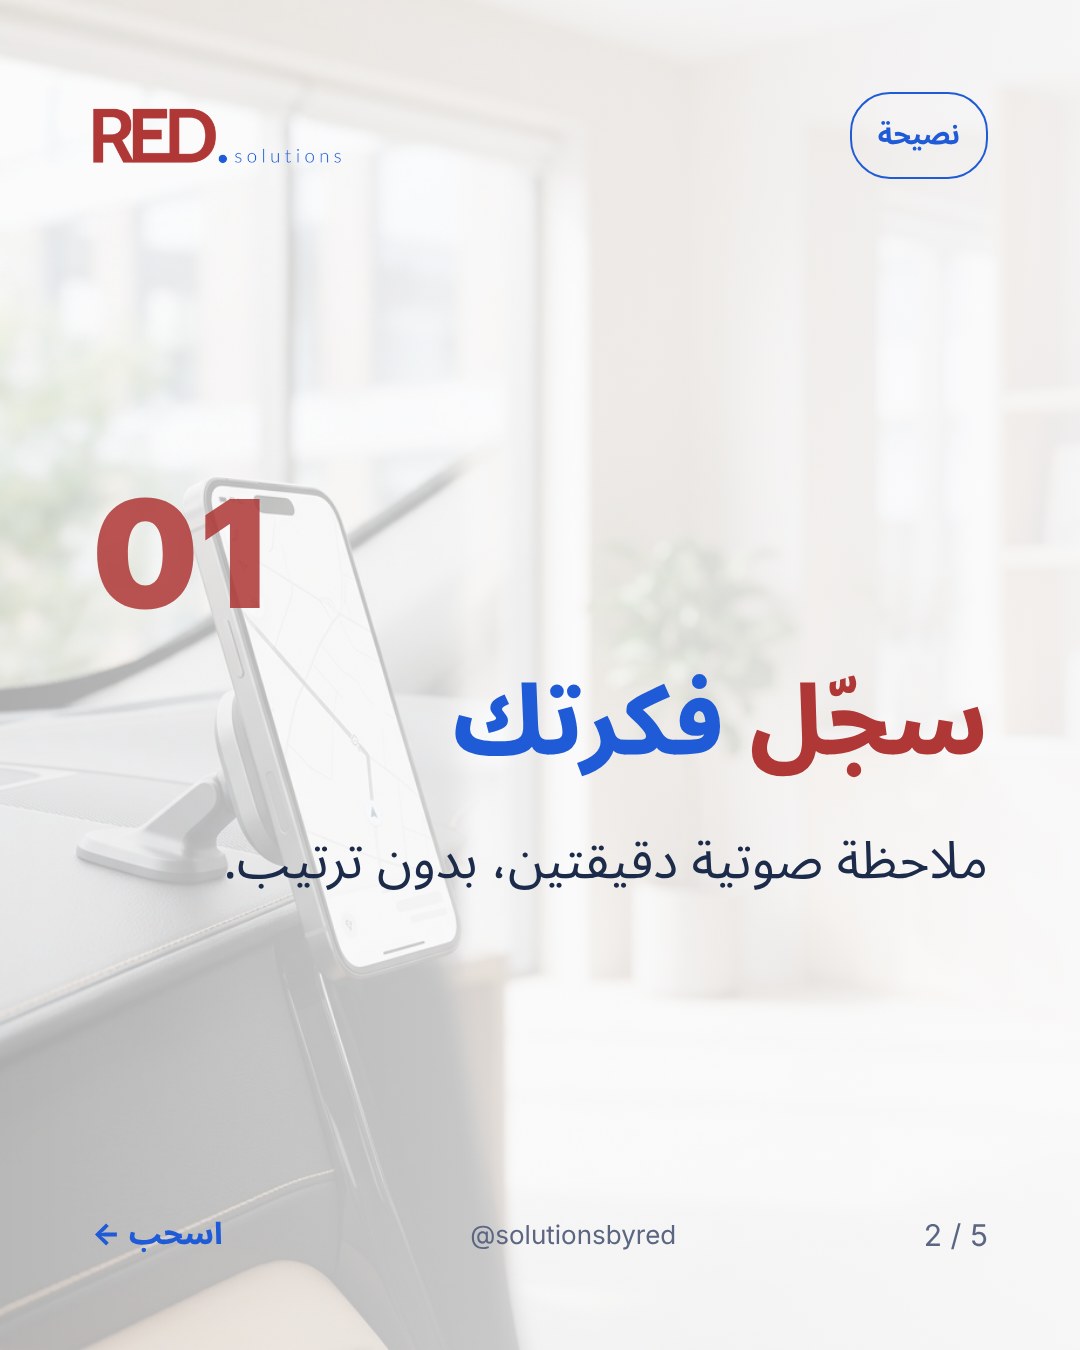 RED.solutions
نصيحة
01
سجّل فكرتك
ملاحظة صوتية دقيقتين، بدون ترتيب.
اسحب ←
@solutionsbyred
2 / 5